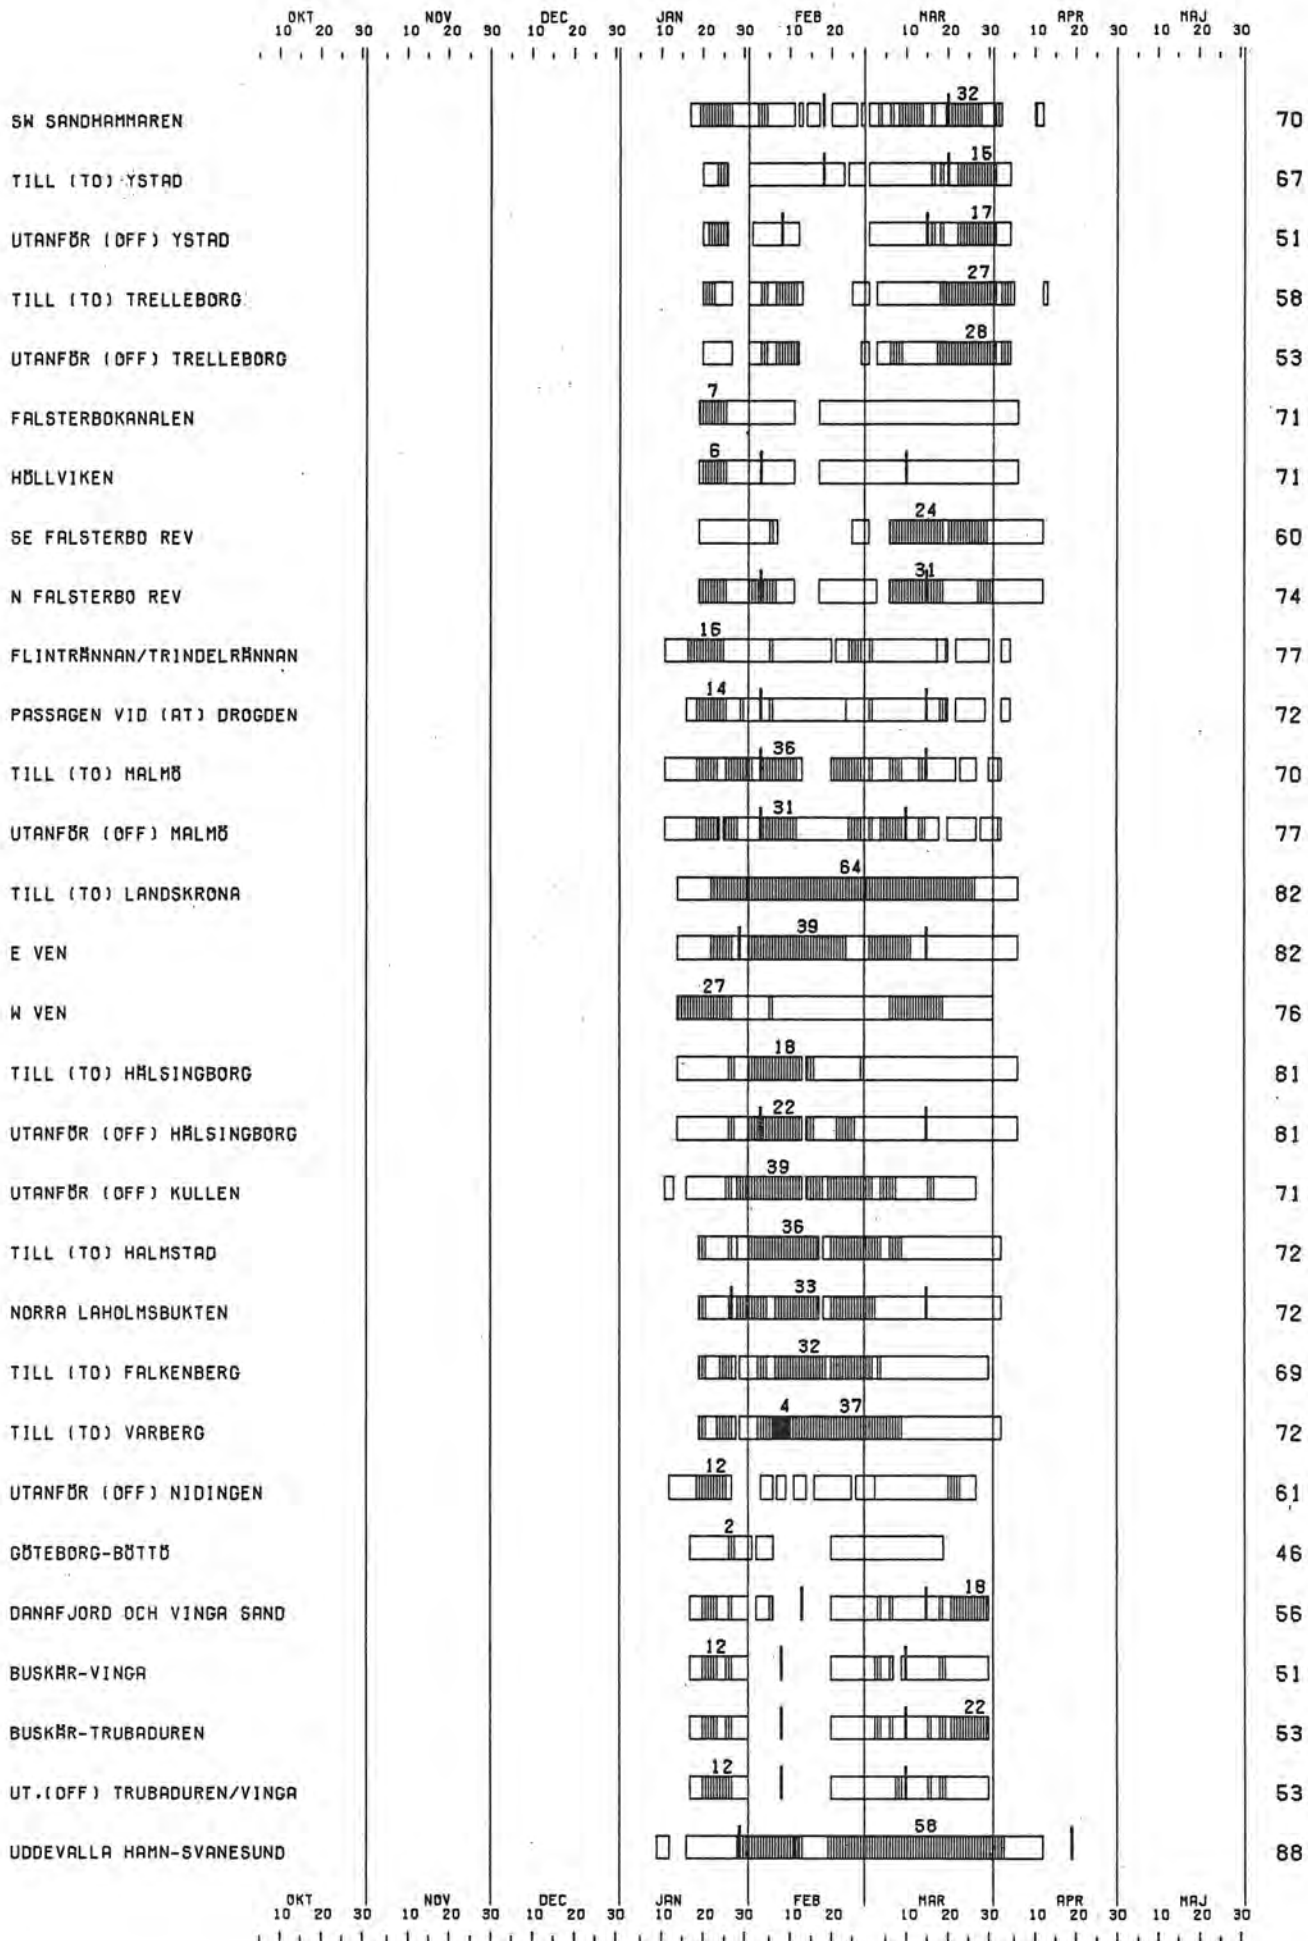 OKT NOV DEC JAN FEB MAR APR MAJ
10 20 30 10 20 30 10 20 30 10 20 30 10 20 10 20 30 10 20 30 10 20 30
32
SW SANDHAMMAREN 70
15
TILL (TO) YSTAD 67
17
UTANFÖR (OFF) YSTAD 51
27
TILL (TO) TRELLEBORG 58
28
UTANFÖR (OFF) TRELLEBORG 53
7
FALSTERBOKANALEN 71
6
HÖLLVIKEN 71
24
SE FALSTERBO REV 60
31
N FALSTERBO REV 74
16
FLINTRÄNNAN/TRINDELRÄNNAN 77
14
PASSAGEN VID (AT) DROGDEN 72
36
TILL (TO) MALMÖ 70
31
UTANFÖR (OFF) MALMÖ 77
64
TILL (TO) LANDSKRONA 82
39
E VEN 82
27
W VEN 76
18
TILL (TO) HÄLSINGBORG 81
22
UTANFÖR (OFF) HÄLSINGBORG 81
39
UTANFÖR (OFF) KULLEN 71
36
TILL (TO) HALMSTAD 72
33
NORRA LAHOLMSBUKTEN 72
32
TILL (TO) FALKENBERG 69
4 37
TILL (TO) VARBERG 72
12
UTANFÖR (OFF) NIDINGEN 61
2
GÖTEBORG-BÖTTÖ 46
18
DANAFJORD OCH VINGA SAND 56
12
BUSKÄR-VINGA 51
22
BUSKÄR-TRUBADUREN 53
12
UT.(OFF) TRUBADUREN/VINGA 53
58
UDDEVALLA HAMN-SVANESUND 88
OKT NOV DEC JAN FEB MAR APR MAJ
10 20 30 10 20 30 10 20 30 10 20 30 10 20 10 20 30 10 20 30 10 20 30